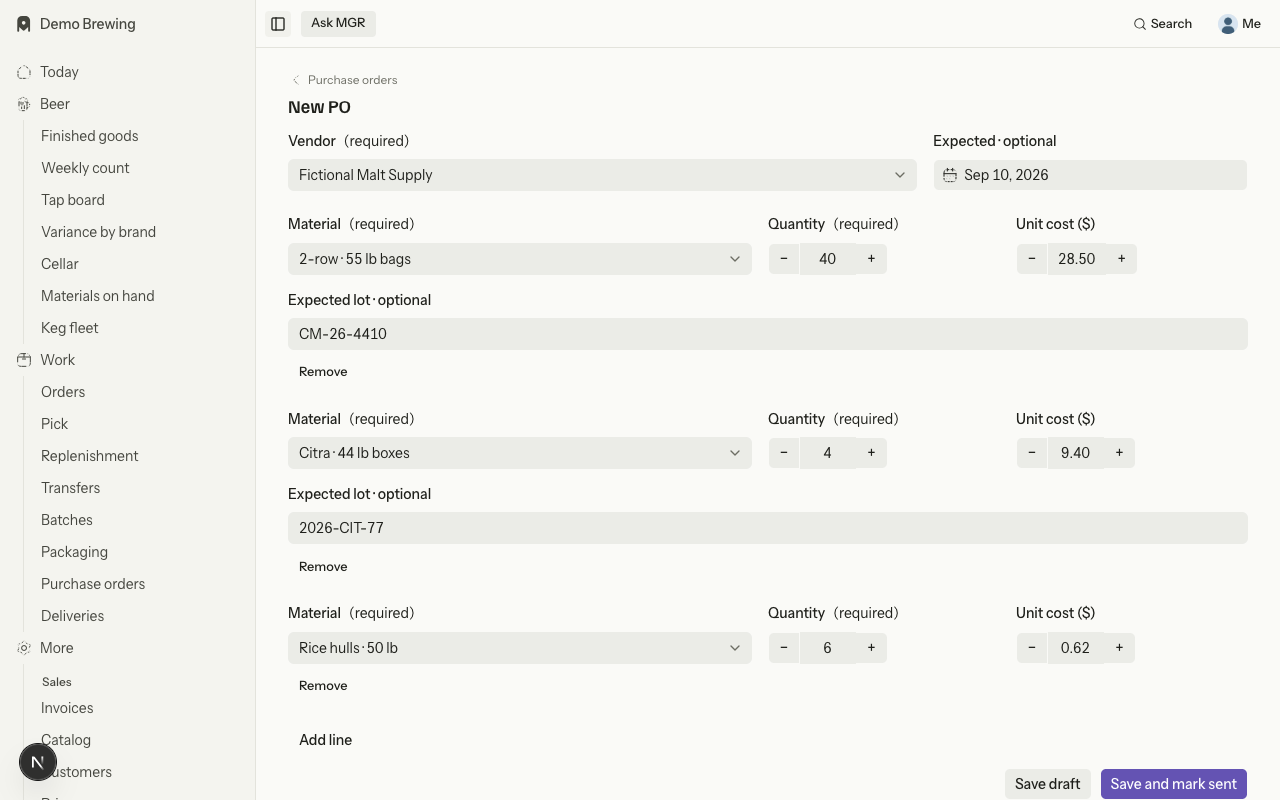 Demo Brewing
Ask MGR
Search
Me
Today
Beer
Finished goods
Weekly count
Tap board
Variance by brand
Cellar
Materials on hand
Keg fleet
Work
Orders
Pick
Replenishment
Transfers
Batches
Packaging
Purchase orders
Deliveries
More
Sales
Invoices
Catalog
N
Purchase orders
New PO
Vendor (required)
Expected · optional
Fictional Malt Supply
Sep 10, 2026
Material (required)
Quantity (required)
Unit cost ($)
2-row · 55 lb bags
− 40 +
− 28.50 +
Expected lot · optional
CM-26-4410
Remove
Material (required)
Quantity (required)
Unit cost ($)
Citra · 44 lb boxes
− 4 +
− 9.40 +
Expected lot · optional
2026-CIT-77
Remove
Material (required)
Quantity (required)
Unit cost ($)
Rice hulls · 50 lb
− 6 +
− 0.62 +
Remove
Add line
Save draft
Save and mark sent